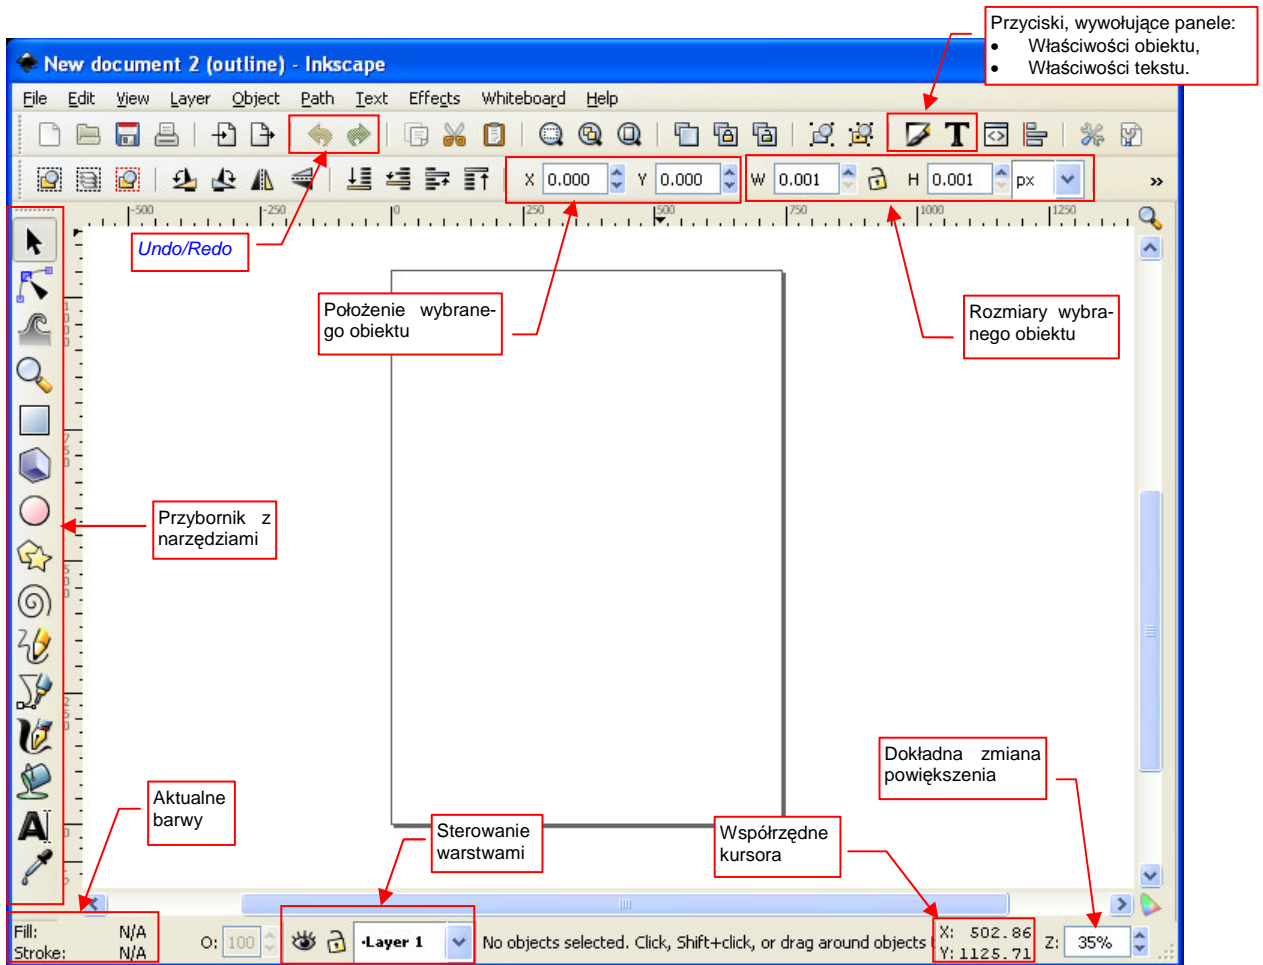 Przyciski, wywołujące panele:
• Właściwości obiektu,
• Właściwości tekstu.
New document 2 (outline) - Inkscape
File Edit View Layer Object Path Text Effects Whiteboard Help
X 0.000 Y 0.000 W 0.001 H 0.001 px »
-500 -250 0 250 500 750 1000 1250
Undo/Redo
Położenie wybrane-
go obiektu
Rozmiary wybra-
nego obiektu
Przybornik z
narzędziami
Dokładna zmiana
powiększenia
Aktualne
barwy
Sterowanie
warstwami
Współrzędne
kursora
Fill: N/A
Stroke: N/A
O: 100
·Layer 1
No objects selected. Click, Shift+click, or drag around objects
X: 502.86
Y: 1125.71
Z: 35%